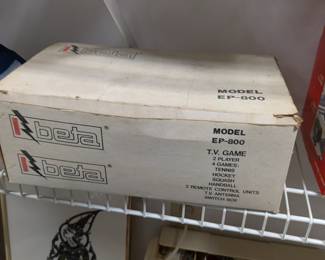 beta
MODEL
EP-800
beta
beta
MODEL
EP-800
T.V. GAME
2 PLAYER
4 GAMES:
TENNIS
HOCKEY
SQUASH
HANDBALL
2 REMOTE CONTROL UNITS
T.V. ANTENNA
SWITCH BOX